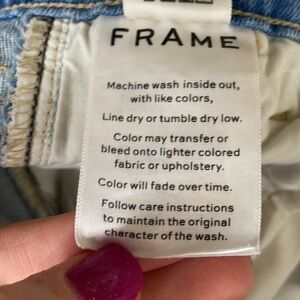 FRAME
Machine wash inside out,
with like colors,
Line dry or tumble dry low.
Color may transfer or
bleed onto lighter colored
fabric or upholstery.
Color will fade over time.
Follow care instructions
to maintain the original
character of the wash.